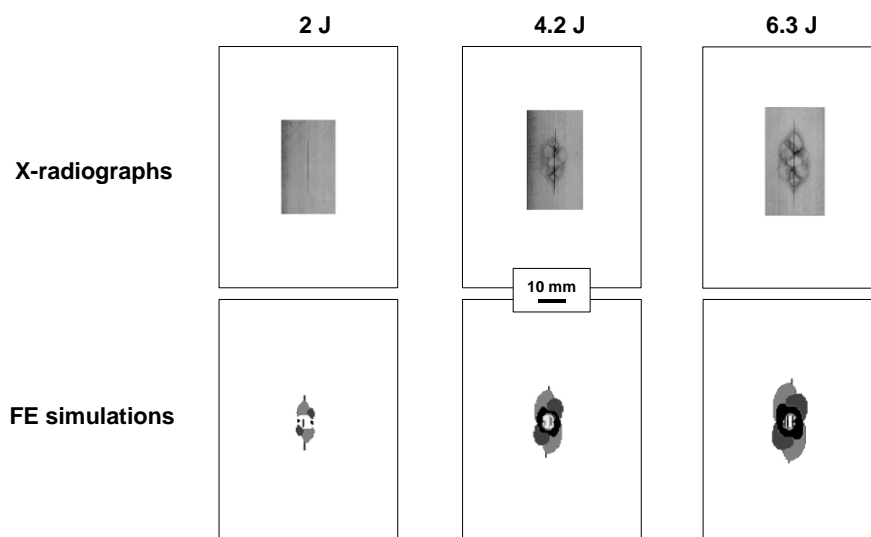 2 J
4.2 J
6.3 J
X-radiographs
10 mm
FE simulations